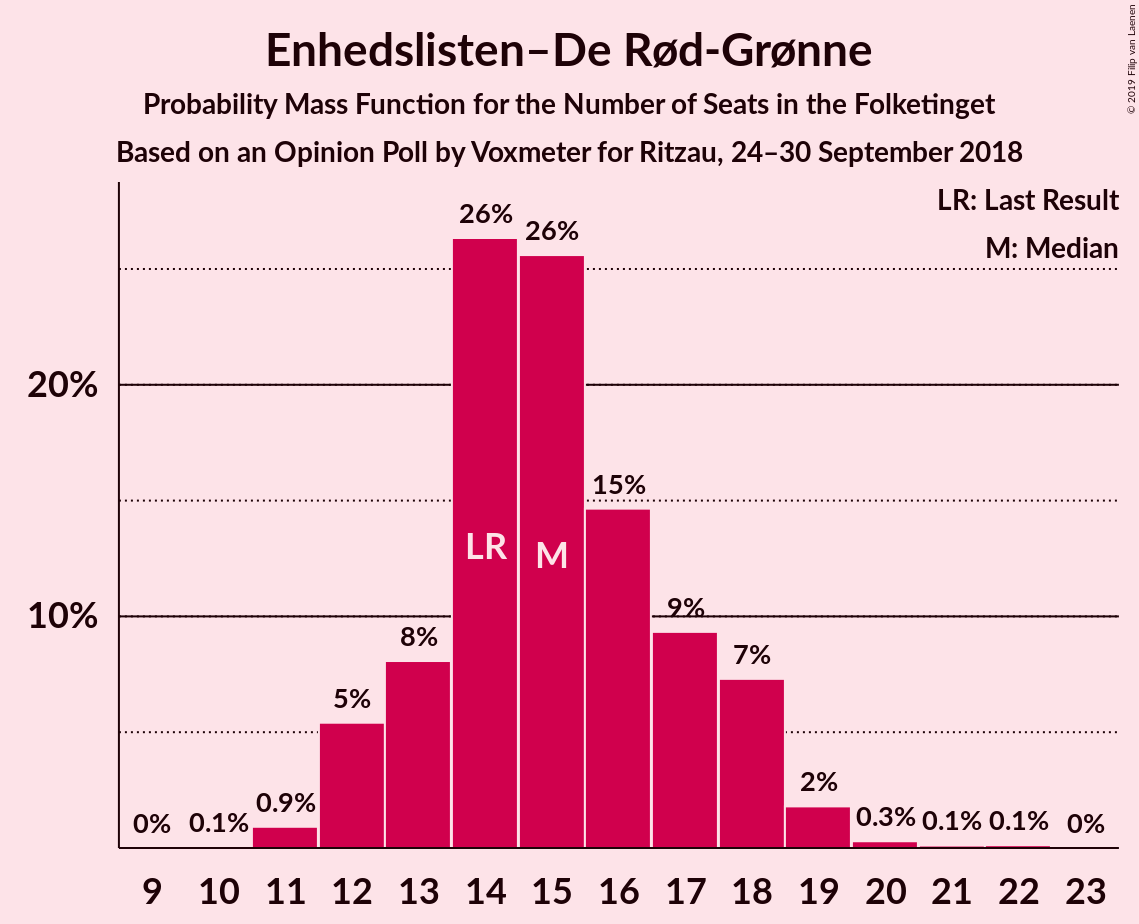 Enhedslisten–De Rød-Grønne
Probability Mass Function for the Number of Seats in the Folketinget
Based on an Opinion Poll by Voxmeter for Ritzau, 24–30 September 2018
© 2019 Filip van Laenen
LR: Last Result
M: Median
26%
26%
20%
15%
LR
M
10%
9%
8%
7%
5%
2%
0%
0.1%
0.9%
0.3%
0.1%
0.1%
0%
9 10 11 12 13 14 15 16 17 18 19 20 21 22 23